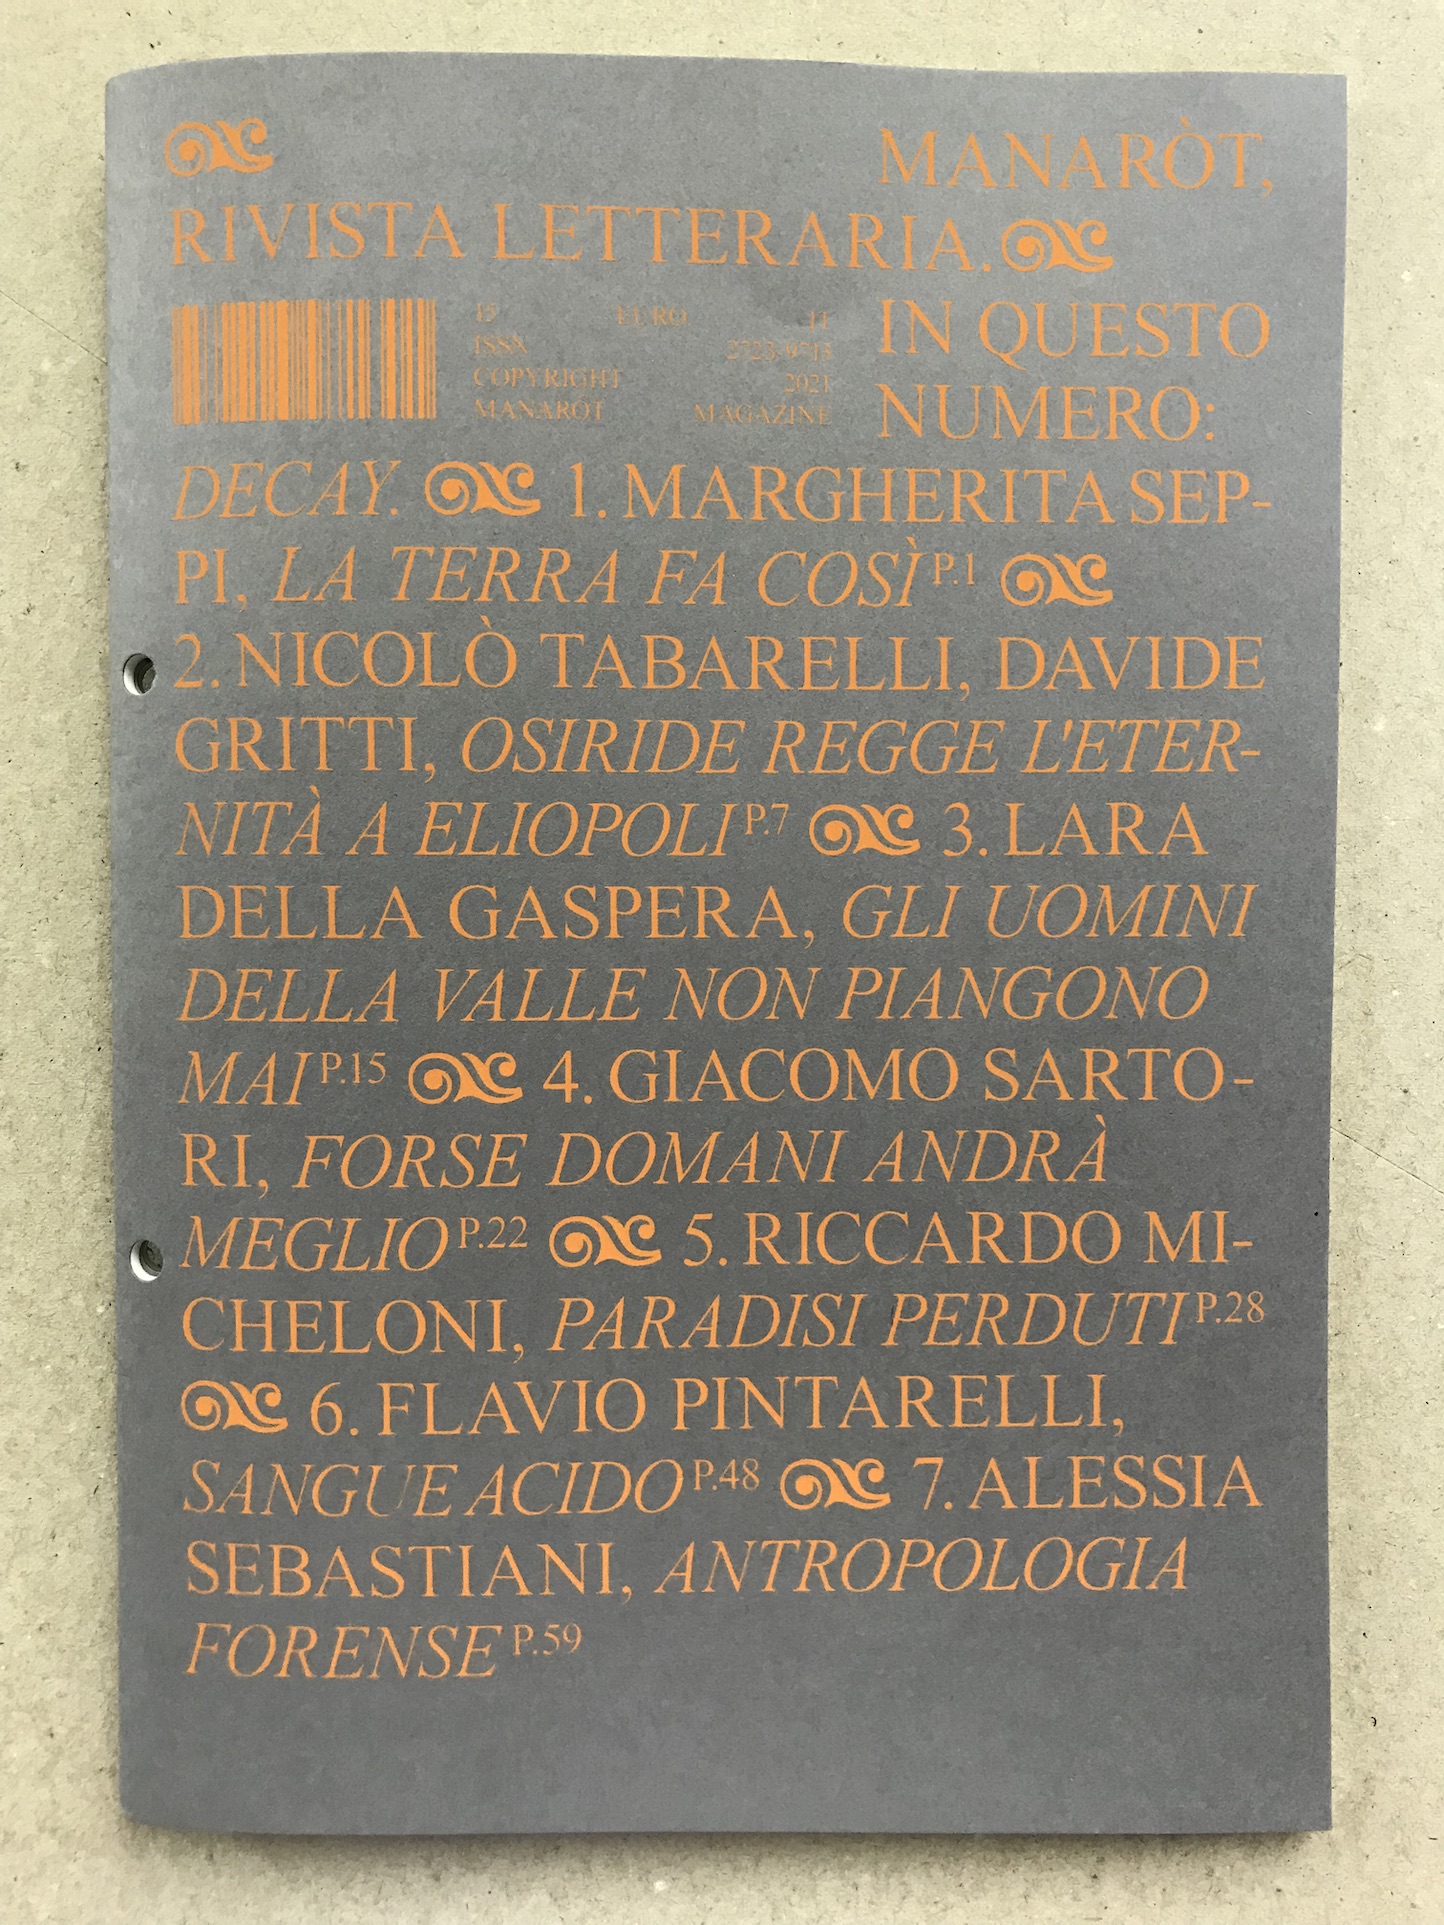 MANARÒT,
RIVISTA LETTERARIA.
15 EURO 11
ISSN 2723-9713
COPYRIGHT 2021
MANARÒT MAGAZINE
IN QUESTO
NUMERO:
DECAY. 1. MARGHERITA SEP-
PI, LA TERRA FA COSÌ P.1
2. NICOLÒ TABARELLI, DAVIDE
GRITTI, OSIRIDE REGGE L'ETER-
NITÀ A ELIOPOLI P.7 3. LARA
DELLA GASPERA, GLI UOMINI
DELLA VALLE NON PIANGONO
MAI P.15 4. GIACOMO SARTO-
RI, FORSE DOMANI ANDRÀ
MEGLIO P.22 5. RICCARDO MI-
CHELONI, PARADISI PERDUTI P.28
6. FLAVIO PINTARELLI,
SANGUE ACIDO P.48 7. ALESSIA
SEBASTIANI, ANTROPOLOGIA
FORENSE P.59